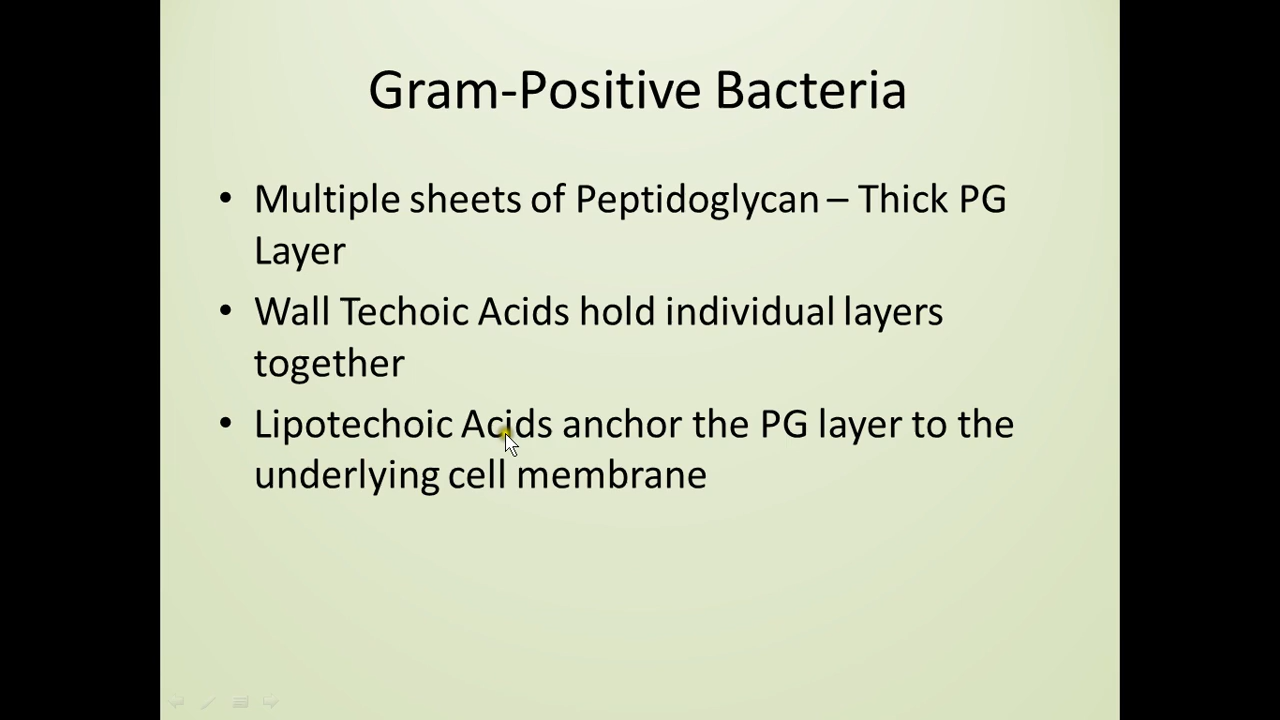 Gram-Positive Bacteria
• Multiple sheets of Peptidoglycan – Thick PG
Layer
• Wall Techoic Acids hold individual layers
together
• Lipotechoic Acids anchor the PG layer to the
underlying cell membrane